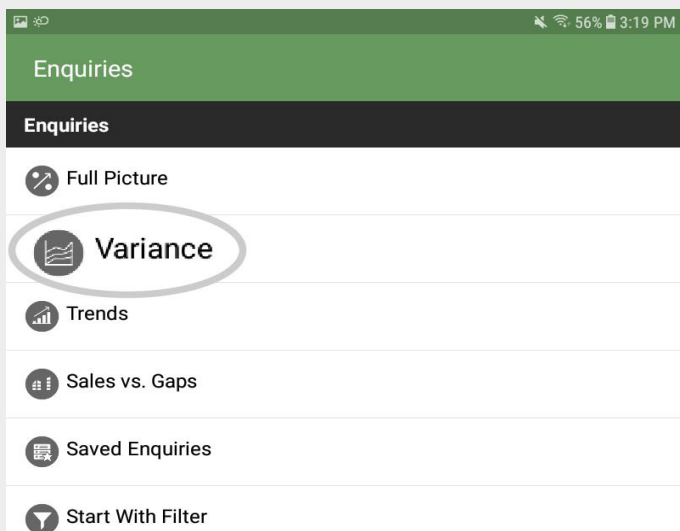 56% 3:19 PM
Enquiries
Enquiries
Full Picture
Variance
Trends
Sales vs. Gaps
Saved Enquiries
Start With Filter